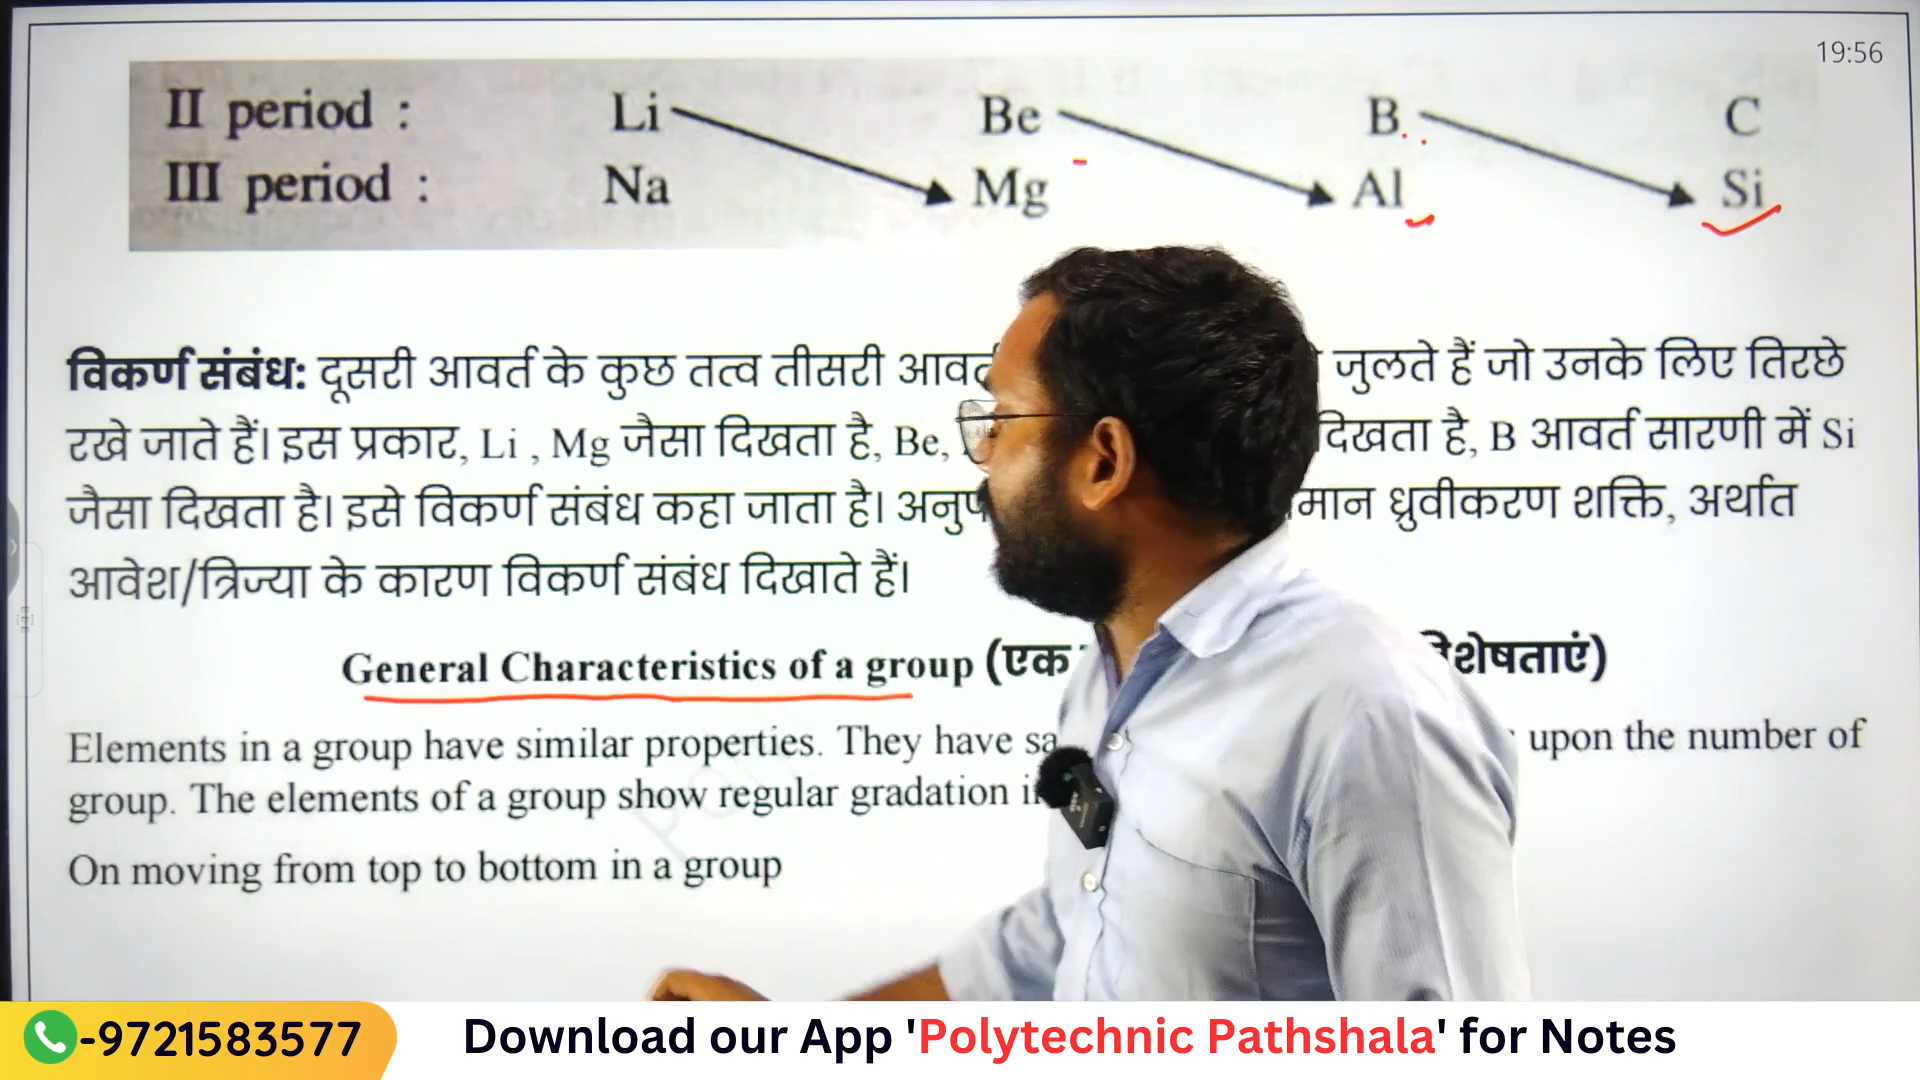 19:56
II period : Li Be B C
III period : Na Mg Al Si
विकर्ण संबंध: दूसरी आवर्त के कुछ तत्व तीसरी जुलते हैं जो उनके लिए तिरछे
रखे जाते हैं। इस प्रकार, Li , Mg जैसा दिखता है, Be, दिखता है, B आवर्त सारणी में Si
जैसा दिखता है। इसे विकर्ण संबंध कहा जाता है। ध्रुवीकरण शक्ति, अर्थात
आवेश/त्रिज्या के कारण विकर्ण संबंध दिखाते हैं।
General Characteristics of a group (एक
Elements in a group have similar properties. They have upon the number of
group. The elements of a group show regular gradation
On moving from top to bottom in a group
-9721583577 Download our App 'Polytechnic Pathshala' for Notes